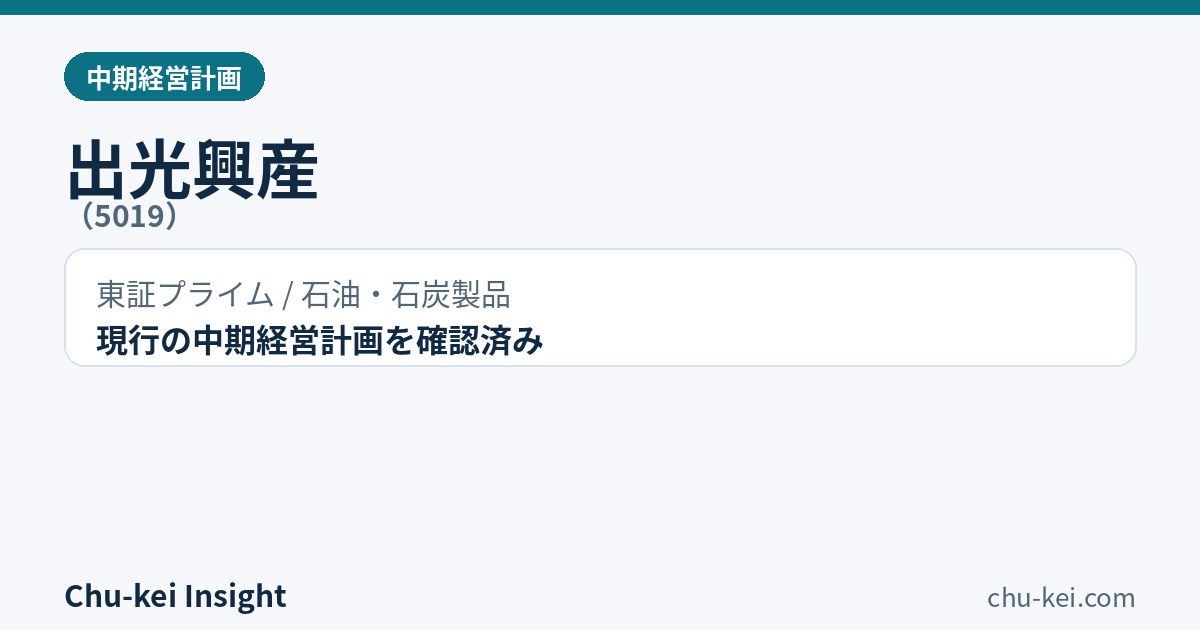 中期経営計画
出光興産
（5019）
東証プライム / 石油・石炭製品
現行の中期経営計画を確認済み
Chu-kei Insight
chu-kei.com